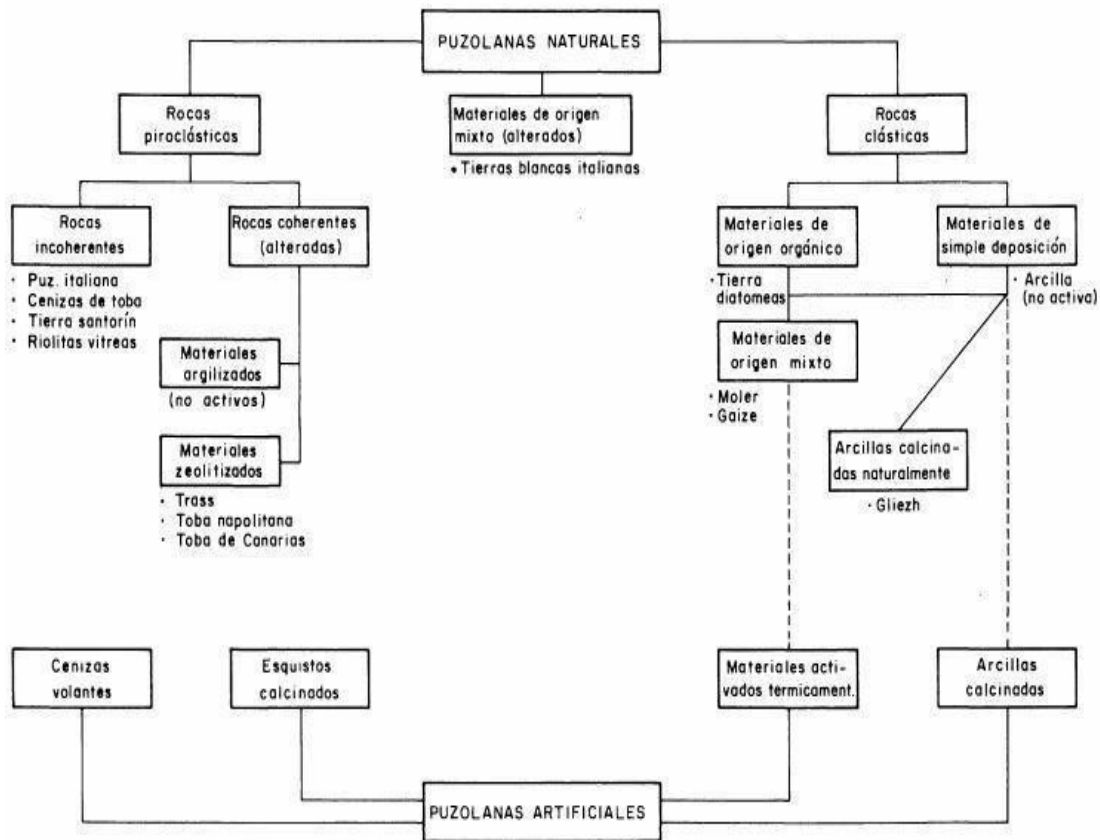 PUZOLANAS NATURALES
Rocas
piroclásticas
Materiales de origen
mixto (alterados)
• Tierras blancas italianas
Rocas
clásticas
Rocas
incoherentes
· Puz. italiana
· Cenizas de toba
· Tierra santorín
· Riolitas vitreas
Rocas coherentes
(alteradas)
Materiales
argilizados
(no activos)
Materiales
zeolitizados
· Trass
· Toba napolitana
· Toba de Canarias
Materiales de
origen orgánico
· Tierra
diatomeas
Materiales de
simple deposición
· Arcilla
(no activa)
Materiales de
origen mixto
· Moler
· Gaize
Arcillas calcina-
das naturalmente
· Gliezh
Cenizas
volantes
Esquistos
calcinados
Materiales acti-
vados termicament.
Arcillas
calcinadas
PUZOLANAS ARTIFICIALES